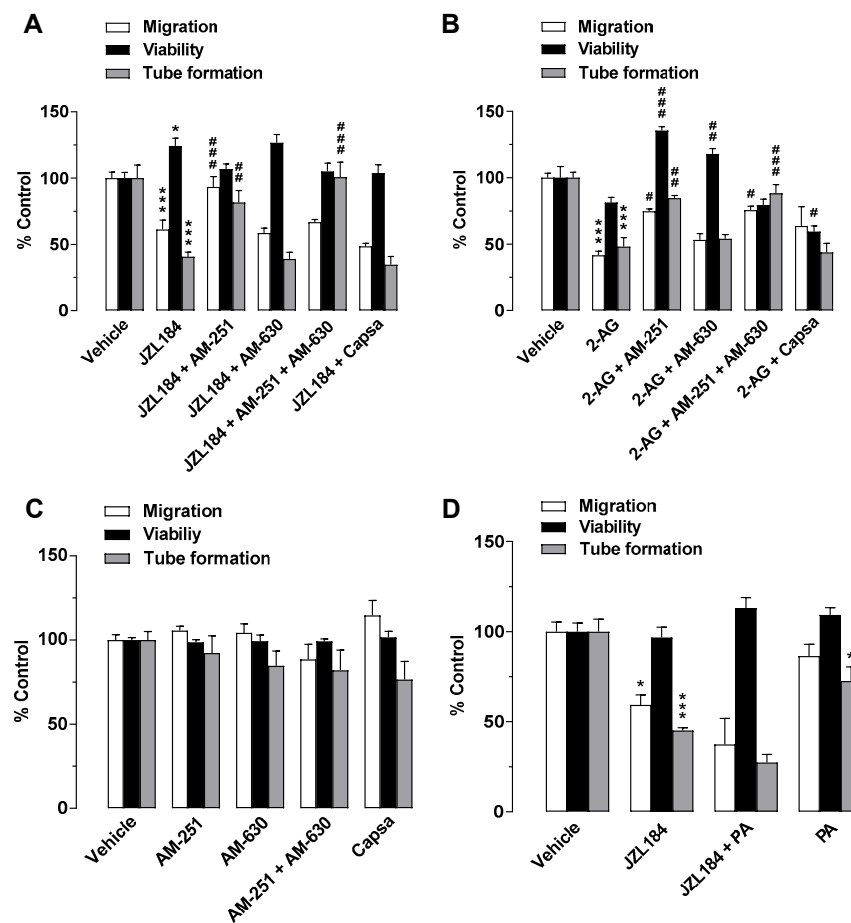 A
Migration
Viability
Tube formation
% Control
150
100
50
0
***
*
***
###
##
###
Vehicle
JZL184
JZL184 + AM-251
JZL184 + AM-630
JZL184 + AM-251 + AM-630
JZL184 + Capsa
B
Migration
Viability
Tube formation
% Control
150
100
50
0
***
***
#
###
##
##
#
###
#
Vehicle
2-AG
2-AG + AM-251
2-AG + AM-630
2-AG + AM-251 + AM-630
2-AG + Capsa
C
Migration
Viabiliy
Tube formation
% Control
150
100
50
0
Vehicle
AM-251
AM-630
AM-251 + AM-630
Capsa
D
Migration
Viability
Tube formation
% Control
150
100
50
0
*
***
*
Vehicle
JZL184
JZL184 + PA
PA